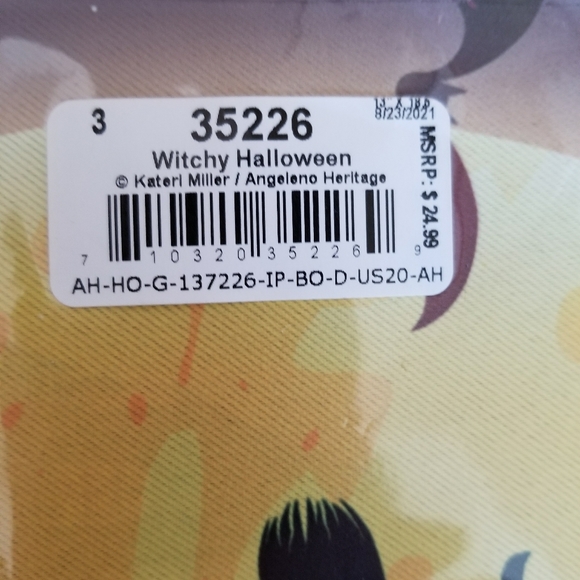 3
35226
13 X 18.5
8/23/2021
Witchy Halloween
© Kateri Miller / Angeleno Heritage
MSRP: $ 24.99
7 10320 35226 9
AH-HO-G-137226-IP-BO-D-US20-AH